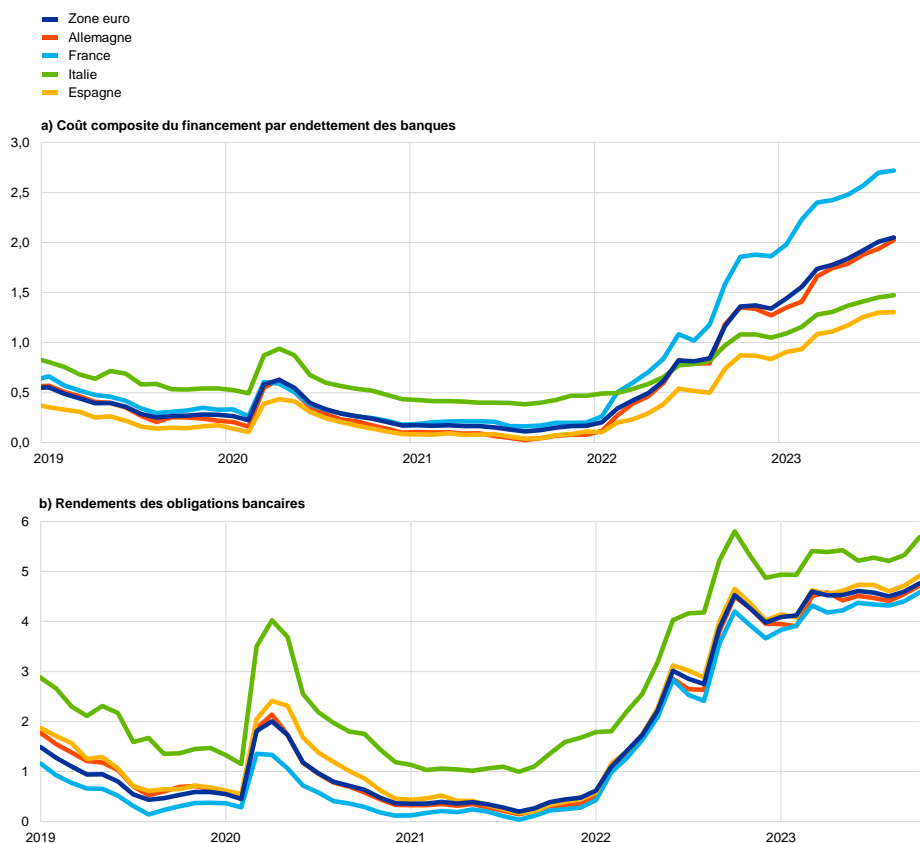 Zone euro
Allemagne
France
Italie
Espagne
a) Coût composite du financement par endettement des banques
3,0
2,5
2,0
1,5
1,0
0,5
0,0
2019 2020 2021 2022 2023
b) Rendements des obligations bancaires
6
5
4
3
2
1
0
2019 2020 2021 2022 2023